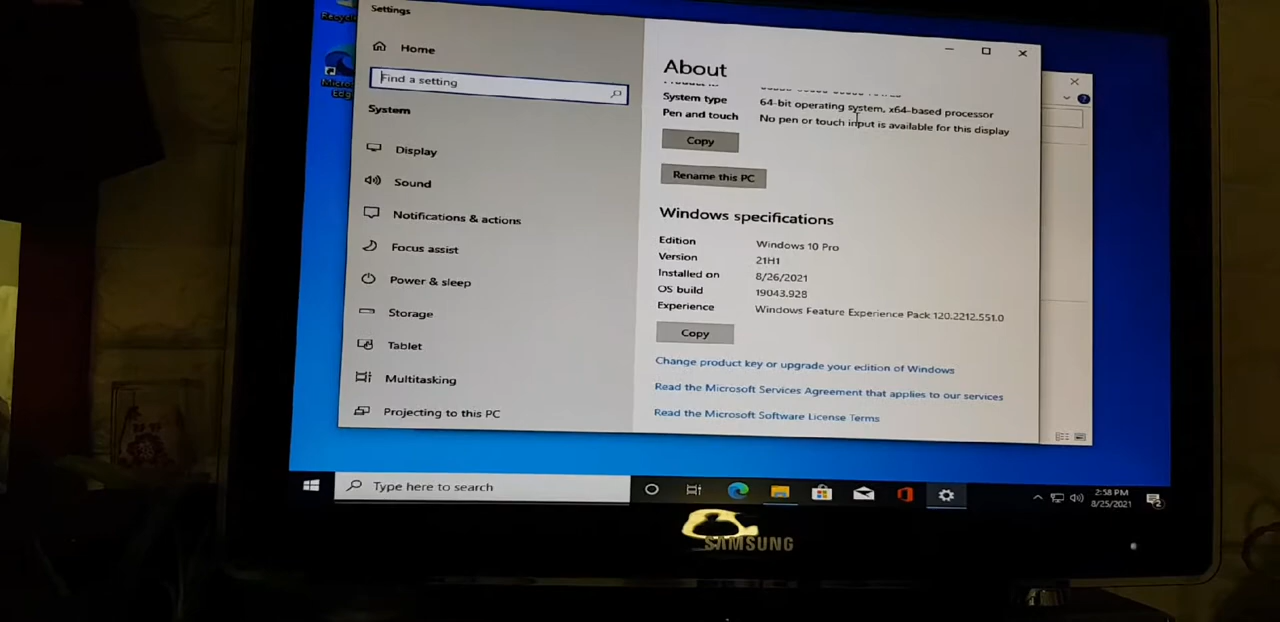 Settings
Home
Find a setting
System
Display
Sound
Notifications & actions
Focus assist
Power & sleep
Storage
Tablet
Multitasking
Projecting to this PC
About
System type 64-bit operating system, x64-based processor
Pen and touch No pen or touch input is available for this display
Copy
Rename this PC
Windows specifications
Edition Windows 10 Pro
Version 21H1
Installed on 8/26/2021
OS build 19043.928
Experience Windows Feature Experience Pack 120.2212.551.0
Copy
Change product key or upgrade your edition of Windows
Read the Microsoft Services Agreement that applies to our services
Read the Microsoft Software License Terms
Type here to search
2:58 PM
8/25/2021
2
SAMSUNG